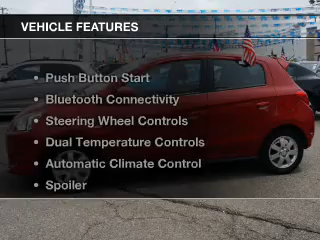 VEHICLE FEATURES
• Push Button Start
• Bluetooth Connectivity
• Steering Wheel Controls
• Dual Temperature Controls
• Automatic Climate Control
• Spoiler